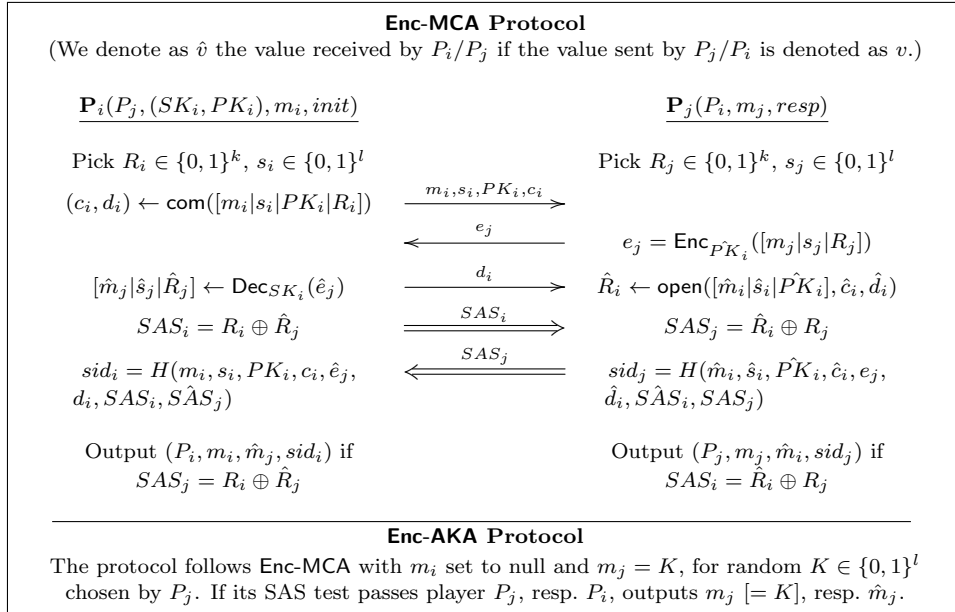 Enc-MCA Protocol
(We denote as v̂ the value received by P_i/P_j if the value sent by P_j/P_i is denoted as v.)
P_i(P_j, (SK_i, PK_i), m_i, init)
P_j(P_i, m_j, resp)
Pick R_i ∈ {0, 1}^k, s_i ∈ {0, 1}^l
Pick R_j ∈ {0, 1}^k, s_j ∈ {0, 1}^l
(c_i, d_i) ← com([m_i|s_i|PK_i|R_i])
m_i,s_i,PK_i,c_i
e_j
e_j = Enc_{P̂K_i}([m_j|s_j|R_j])
[m̂_j|ŝ_j|R̂_j] ← Dec_{SK_i}(ê_j)
d_i
R̂_i ← open([m̂_i|ŝ_i|P̂K_i], ĉ_i, d̂_i)
SAS_i = R_i ⊕ R̂_j
SAS_i
SAS_j = R̂_i ⊕ R_j
sid_i = H(m_i, s_i, PK_i, c_i, ê_j,
SAS_j
sid_j = H(m̂_i, ŝ_i, P̂K_i, ĉ_i, e_j,
d_i, SAS_i, SÂS_j)
d̂_i, SÂS_i, SAS_j)
Output (P_i, m_i, m̂_j, sid_i) if
Output (P_j, m_j, m̂_i, sid_j) if
SAS_j = R_i ⊕ R̂_j
SAS_i = R̂_i ⊕ R_j
Enc-AKA Protocol
The protocol follows Enc-MCA with m_i set to null and m_j = K, for random K ∈ {0, 1}^l
chosen by P_j. If its SAS test passes player P_j, resp. P_i, outputs m_j [= K], resp. m̂_j.